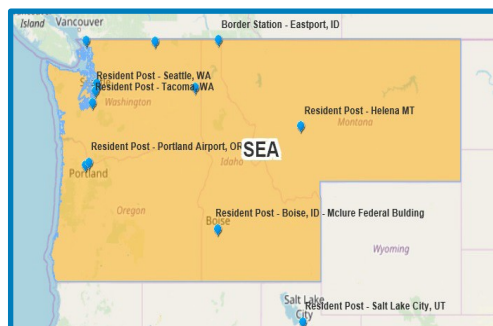 Island
Vancouver
Border Station - Eastport, ID
Resident Post - Seattle, WA
Resident Post - Tacoma, WA
Washington
Resident Post - Helena MT
Montana
Resident Post - Portland Airport, OR
SEA
Idaho
Portland
Oregon
Resident Post - Boise, ID - Mclure Federal Bulding
Boise
Wyoming
Salt Lake
City
Resident Post - Salt Lake City, UT